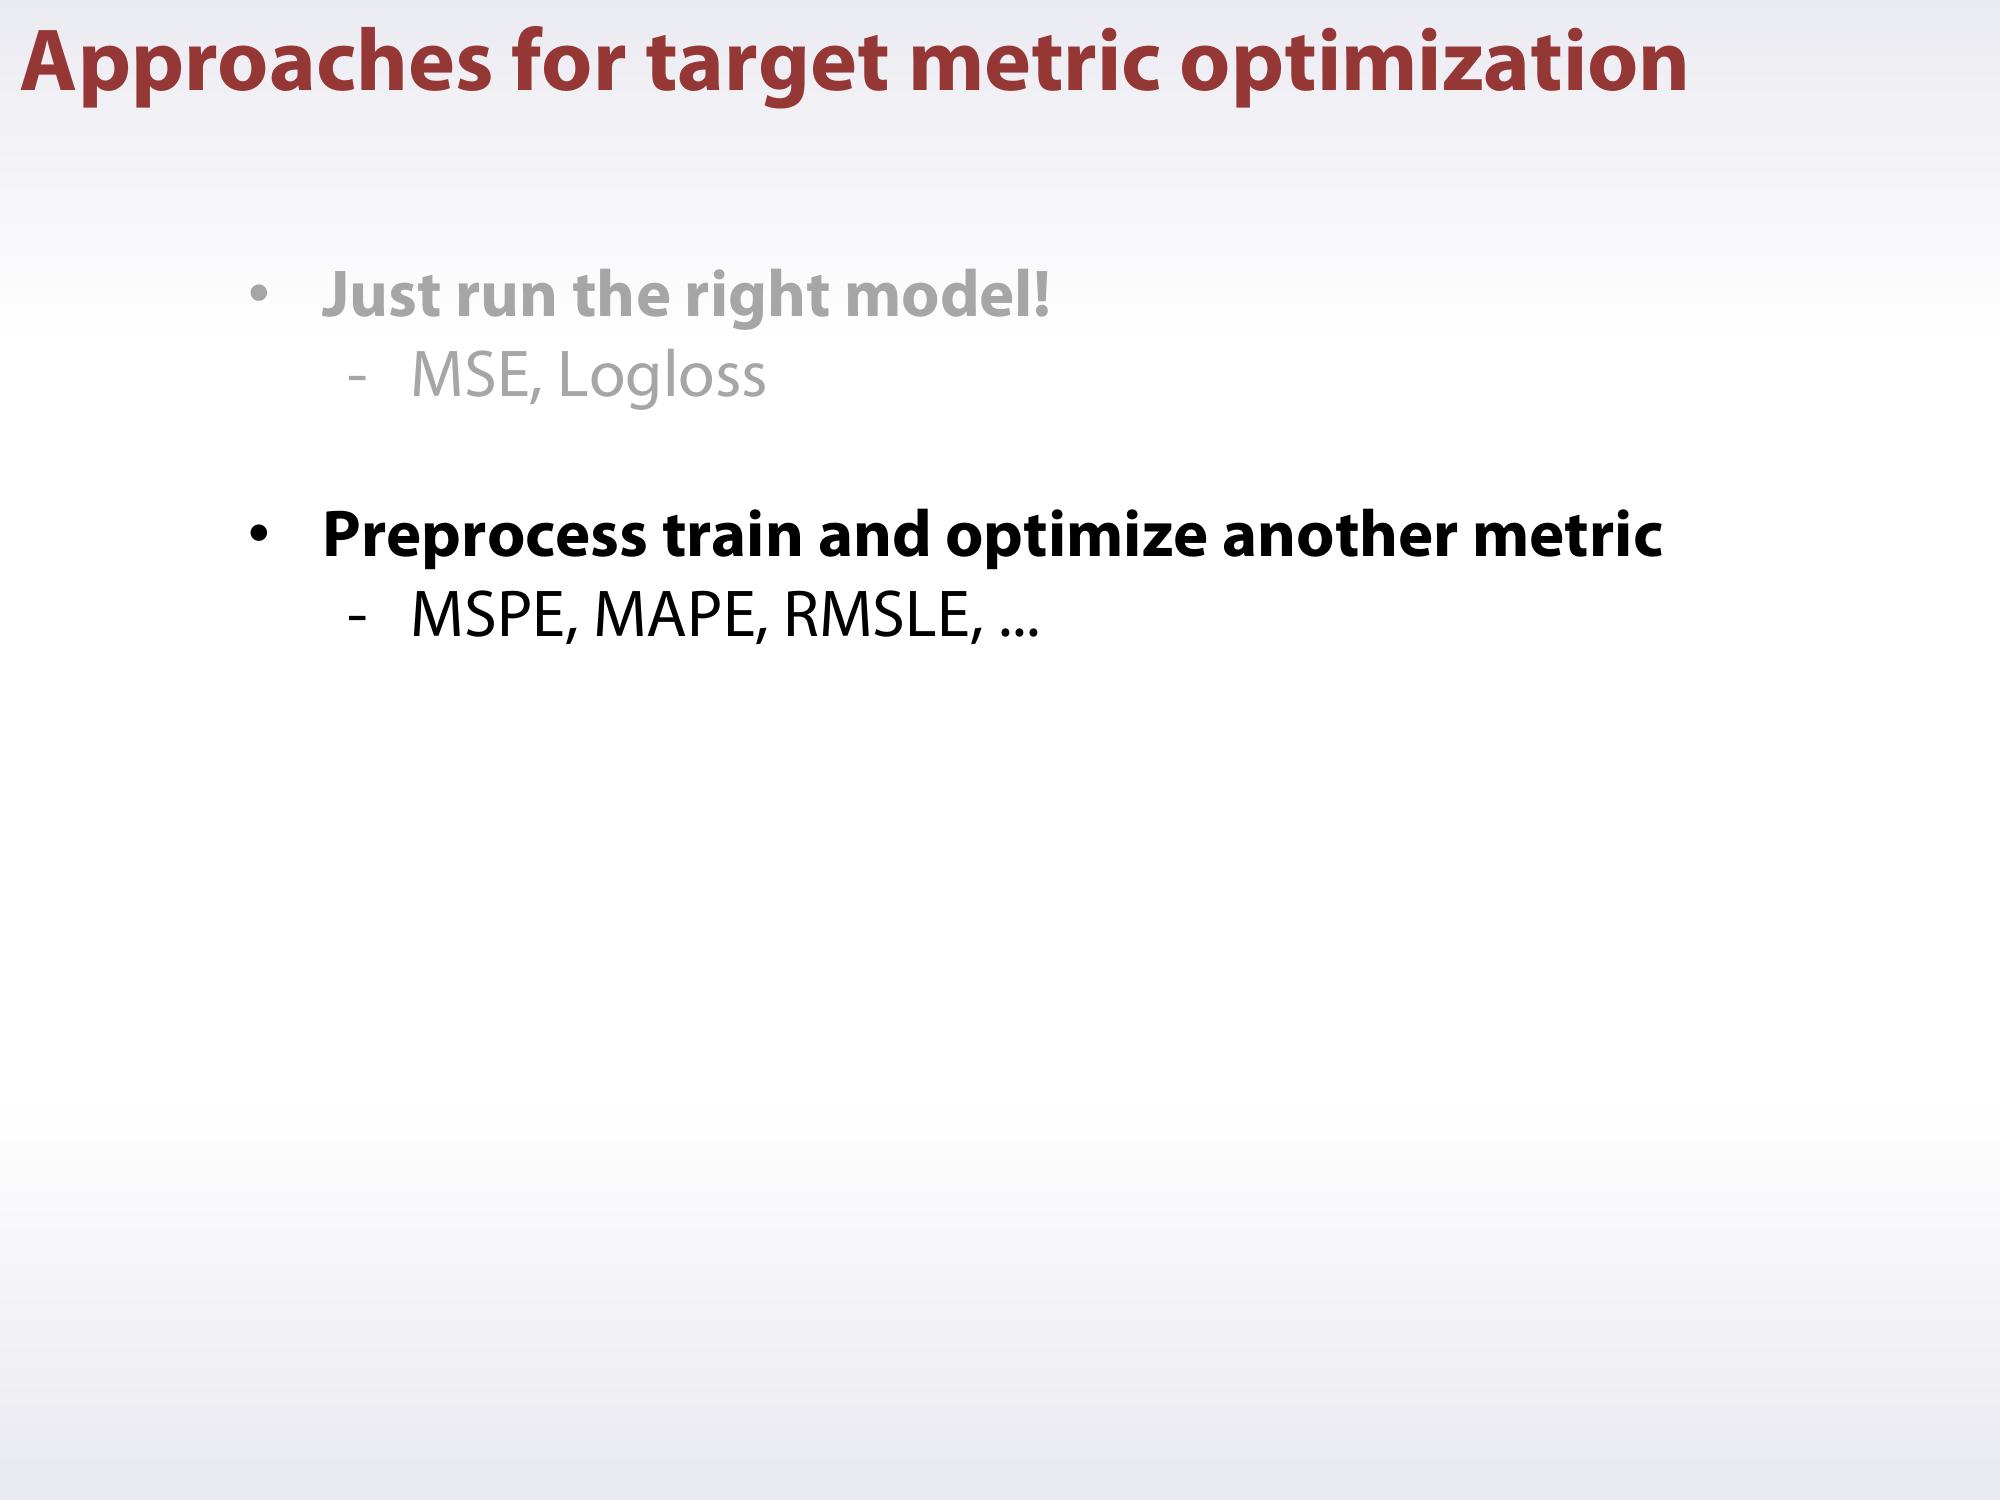 Approaches for target metric optimization
• Just run the right model!
- MSE, Logloss
• Preprocess train and optimize another metric
- MSPE, MAPE, RMSLE, ...